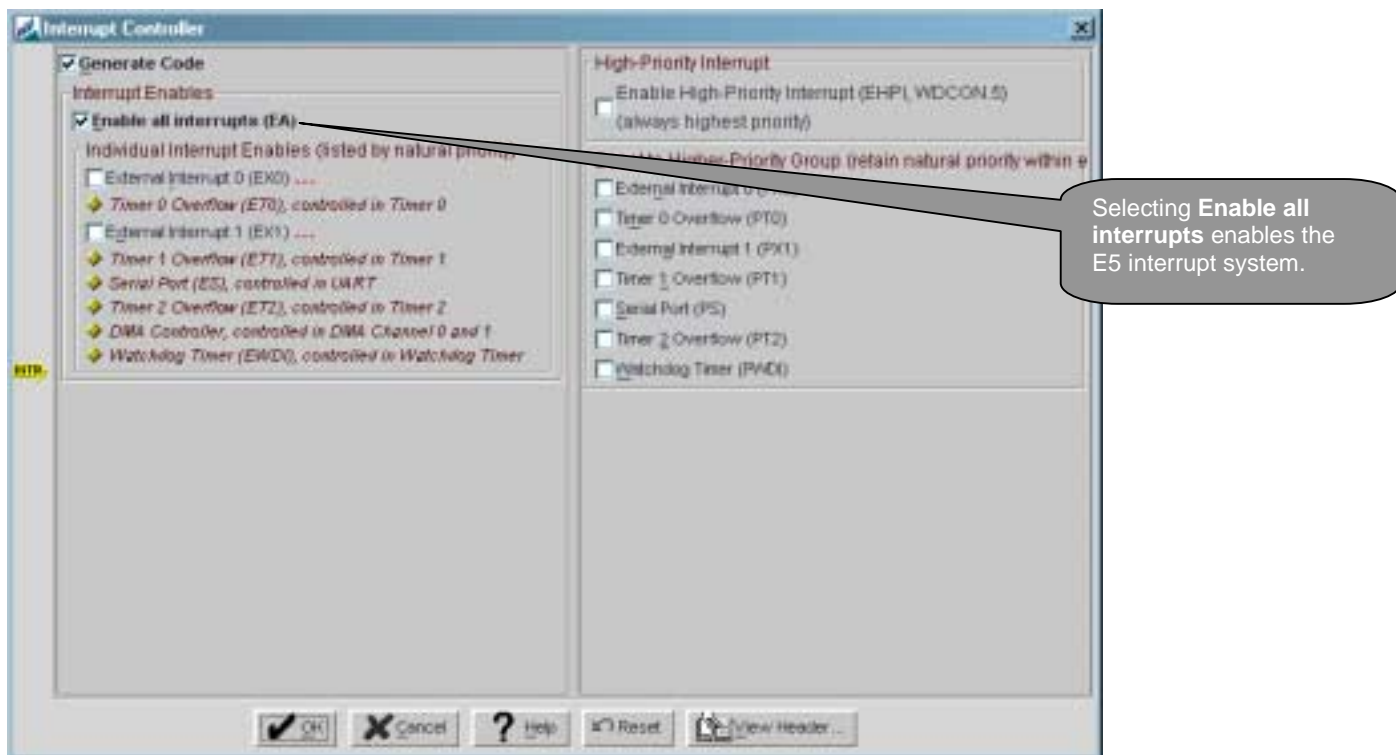 Interrupt Controller
Generate Code
Interrupt Enables
Enable all interrupts (EA)
Individual Interrupt Enables (listed by natural priority)
External Interrupt 0 (EX0) ....
Timer 0 Overflow (ET0), controlled in Timer 0
External Interrupt 1 (EX1) ....
Timer 1 Overflow (ET1), controlled in Timer 1
Serial Port (ES), controlled in UART
Timer 2 Overflow (ET2), controlled in Timer 2
DMA Controller, controlled in DMA Channel 0 and 1
Watchdog Timer (EWDI), controlled in Watchdog Timer
INTR.
High-Priority Interrupt
Enable High-Priority Interrupt (EHPI, WDCON.5)
(always highest priority)
Higher-Priority Group (retain natural priority within e
External Interrupt 0
Timer 0 Overflow (PT0)
External Interrupt 1 (PX1)
Timer 1 Overflow (PT1)
Serial Port (PS)
Timer 2 Overflow (PT2)
Watchdog Timer (PWDI)
Selecting Enable all
interrupts enables the
E5 interrupt system.
OK
Cancel
? Help
Reset
View Header...